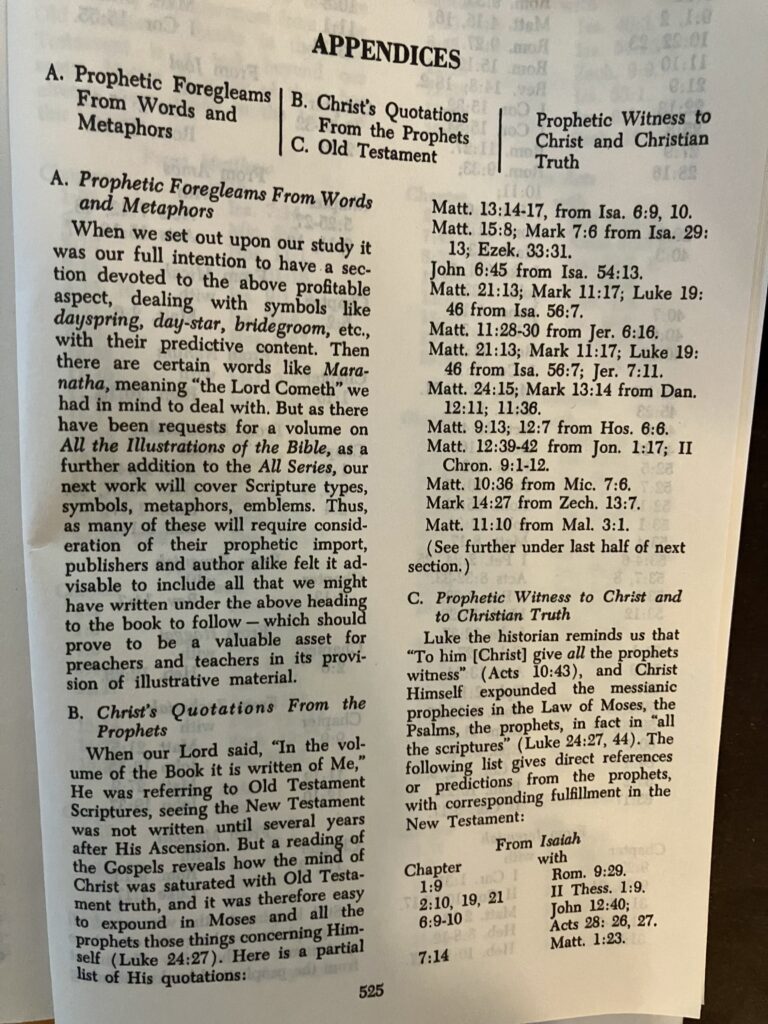 APPENDICES
A. Prophetic Foregleams
From Words and
Metaphors
B. Christ's Quotations
From the Prophets
C. Old Testament
Prophetic Witness to
Christ and Christian
Truth
A. Prophetic Foregleams From Words
and Metaphors
When we set out upon our study it
was our full intention to have a sec-
tion devoted to the above profitable
aspect, dealing with symbols like
dayspring, day-star, bridegroom, etc.,
with their predictive content. Then
there are certain words like Mara-
natha, meaning "the Lord Cometh" we
had in mind to deal with. But as there
have been requests for a volume on
All the Illustrations of the Bible, as a
further addition to the All Series, our
next work will cover Scripture types,
symbols, metaphors, emblems. Thus,
as many of these will require consid-
eration of their prophetic import,
publishers and author alike felt it ad-
visable to include all that we might
have written under the above heading
to the book to follow — which should
prove to be a valuable asset for
preachers and teachers in its provi-
sion of illustrative material.
B. Christ's Quotations From the
Prophets
When our Lord said, "In the vol-
ume of the Book it is written of Me,"
He was referring to Old Testament
Scriptures, seeing the New Testament
was not written until several years
after His Ascension. But a reading of
the Gospels reveals how the mind of
Christ was saturated with Old Testa-
ment truth, and it was therefore easy
to expound in Moses and all the
prophets those things concerning Him-
self (Luke 24:27). Here is a partial
list of His quotations:
Matt. 13:14-17, from Isa. 6:9, 10.
Matt. 15:8; Mark 7:6 from Isa. 29:
13; Ezek. 33:31.
John 6:45 from Isa. 54:13.
Matt. 21:13; Mark 11:17; Luke 19:
46 from Isa. 56:7.
Matt. 11:28-30 from Jer. 6:16.
Matt. 21:13; Mark 11:17; Luke 19:
46 from Isa. 56:7; Jer. 7:11.
Matt. 24:15; Mark 13:14 from Dan.
12:11; 11:36.
Matt. 9:13; 12:7 from Hos. 6:6.
Matt. 12:39-42 from Jon. 1:17; II
Chron. 9:1-12.
Matt. 10:36 from Mic. 7:6.
Mark 14:27 from Zech. 13:7.
Matt. 11:10 from Mal. 3:1.
(See further under last half of next
section.)
C. Prophetic Witness to Christ and
to Christian Truth
Luke the historian reminds us that
"To him [Christ] give all the prophets
witness" (Acts 10:43), and Christ
Himself expounded the messianic
prophecies in the Law of Moses, the
Psalms, the prophets, in fact in "all
the scriptures" (Luke 24:27, 44). The
following list gives direct references
or predictions from the prophets,
with corresponding fulfillment in the
New Testament:
From Isaiah
Chapter with
1:9 Rom. 9:29.
2:10, 19, 21 II Thess. 1:9.
6:9-10 John 12:40;
Acts 28: 26, 27.
7:14 Matt. 1:23.
525